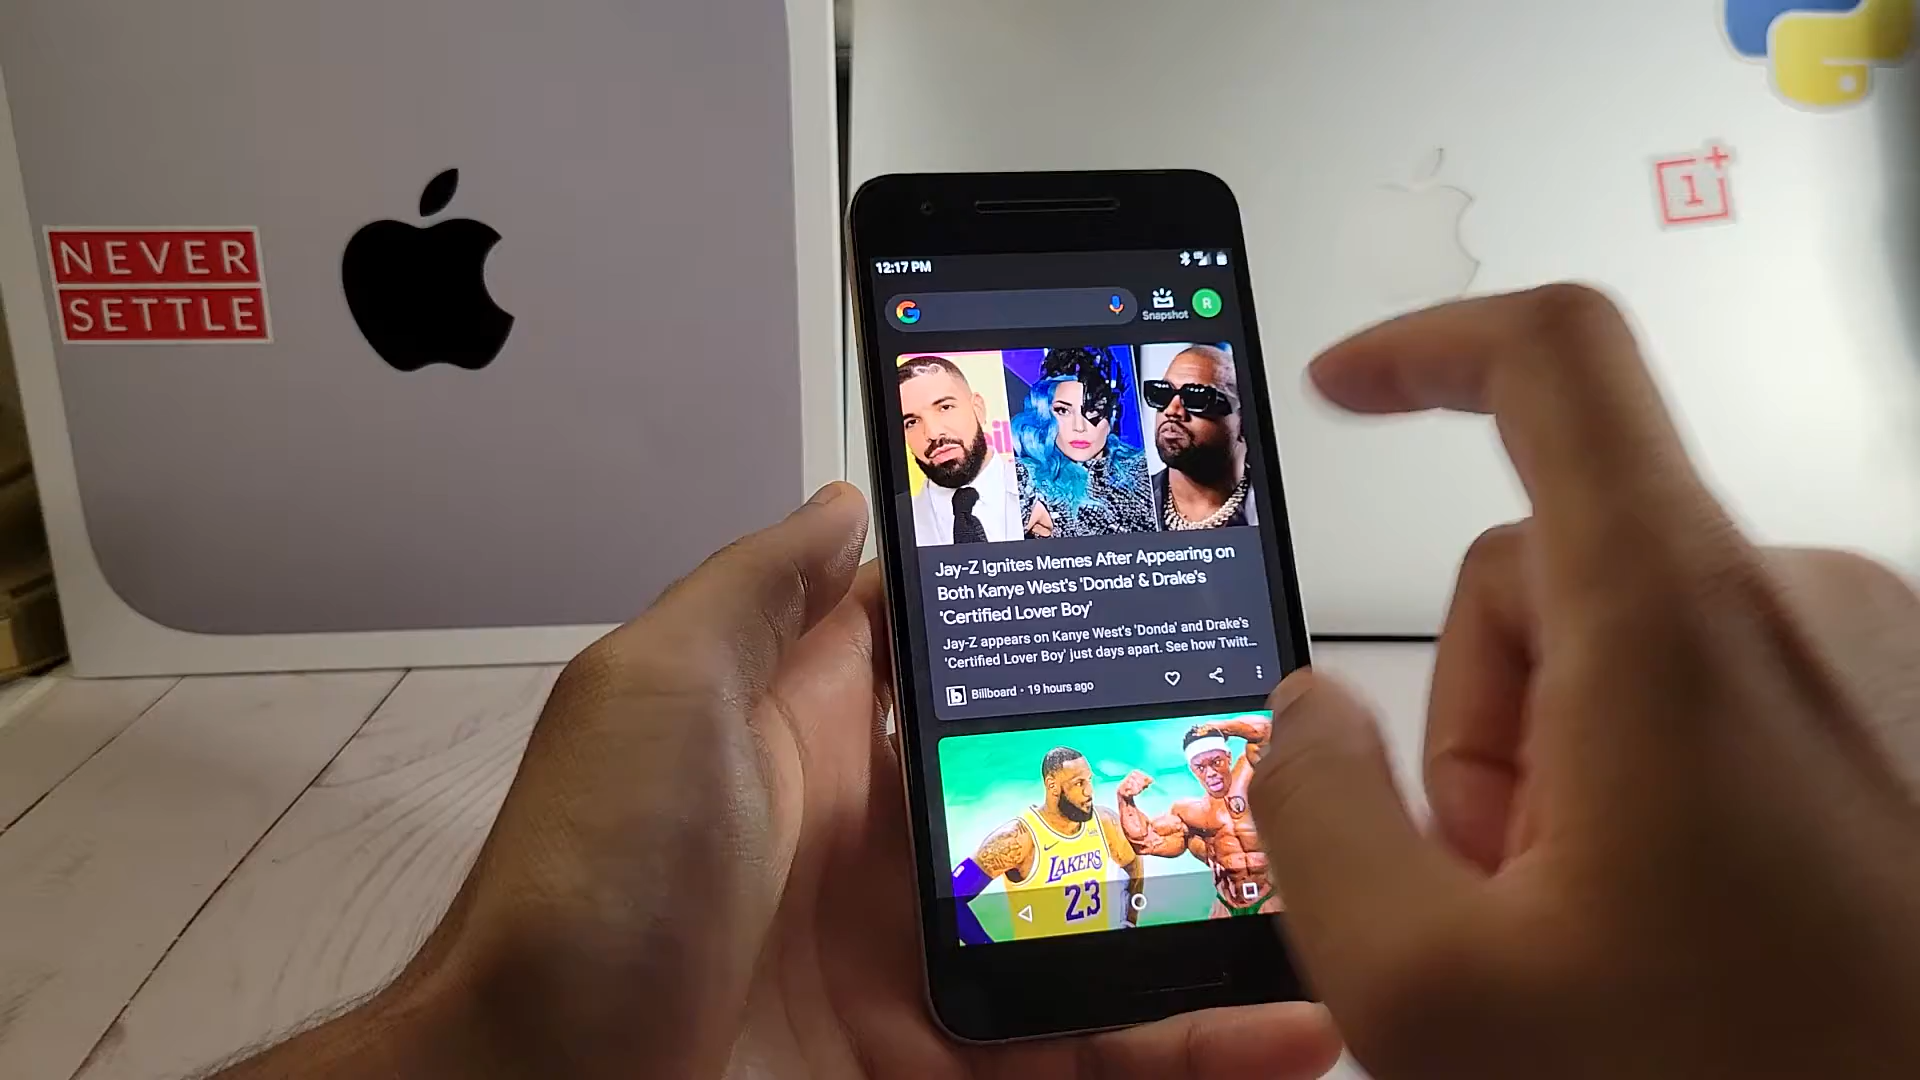 NEVER
SETTLE
12:17 PM
Snapshot
R
Jay-Z Ignites Memes After Appearing on
Both Kanye West's 'Donda' & Drake's
'Certified Lover Boy'
Jay-Z appears on Kanye West's 'Donda' and Drake's
'Certified Lover Boy' just days apart. See how Twitt...
b Billboard · 19 hours ago
LAKERS
23
1+